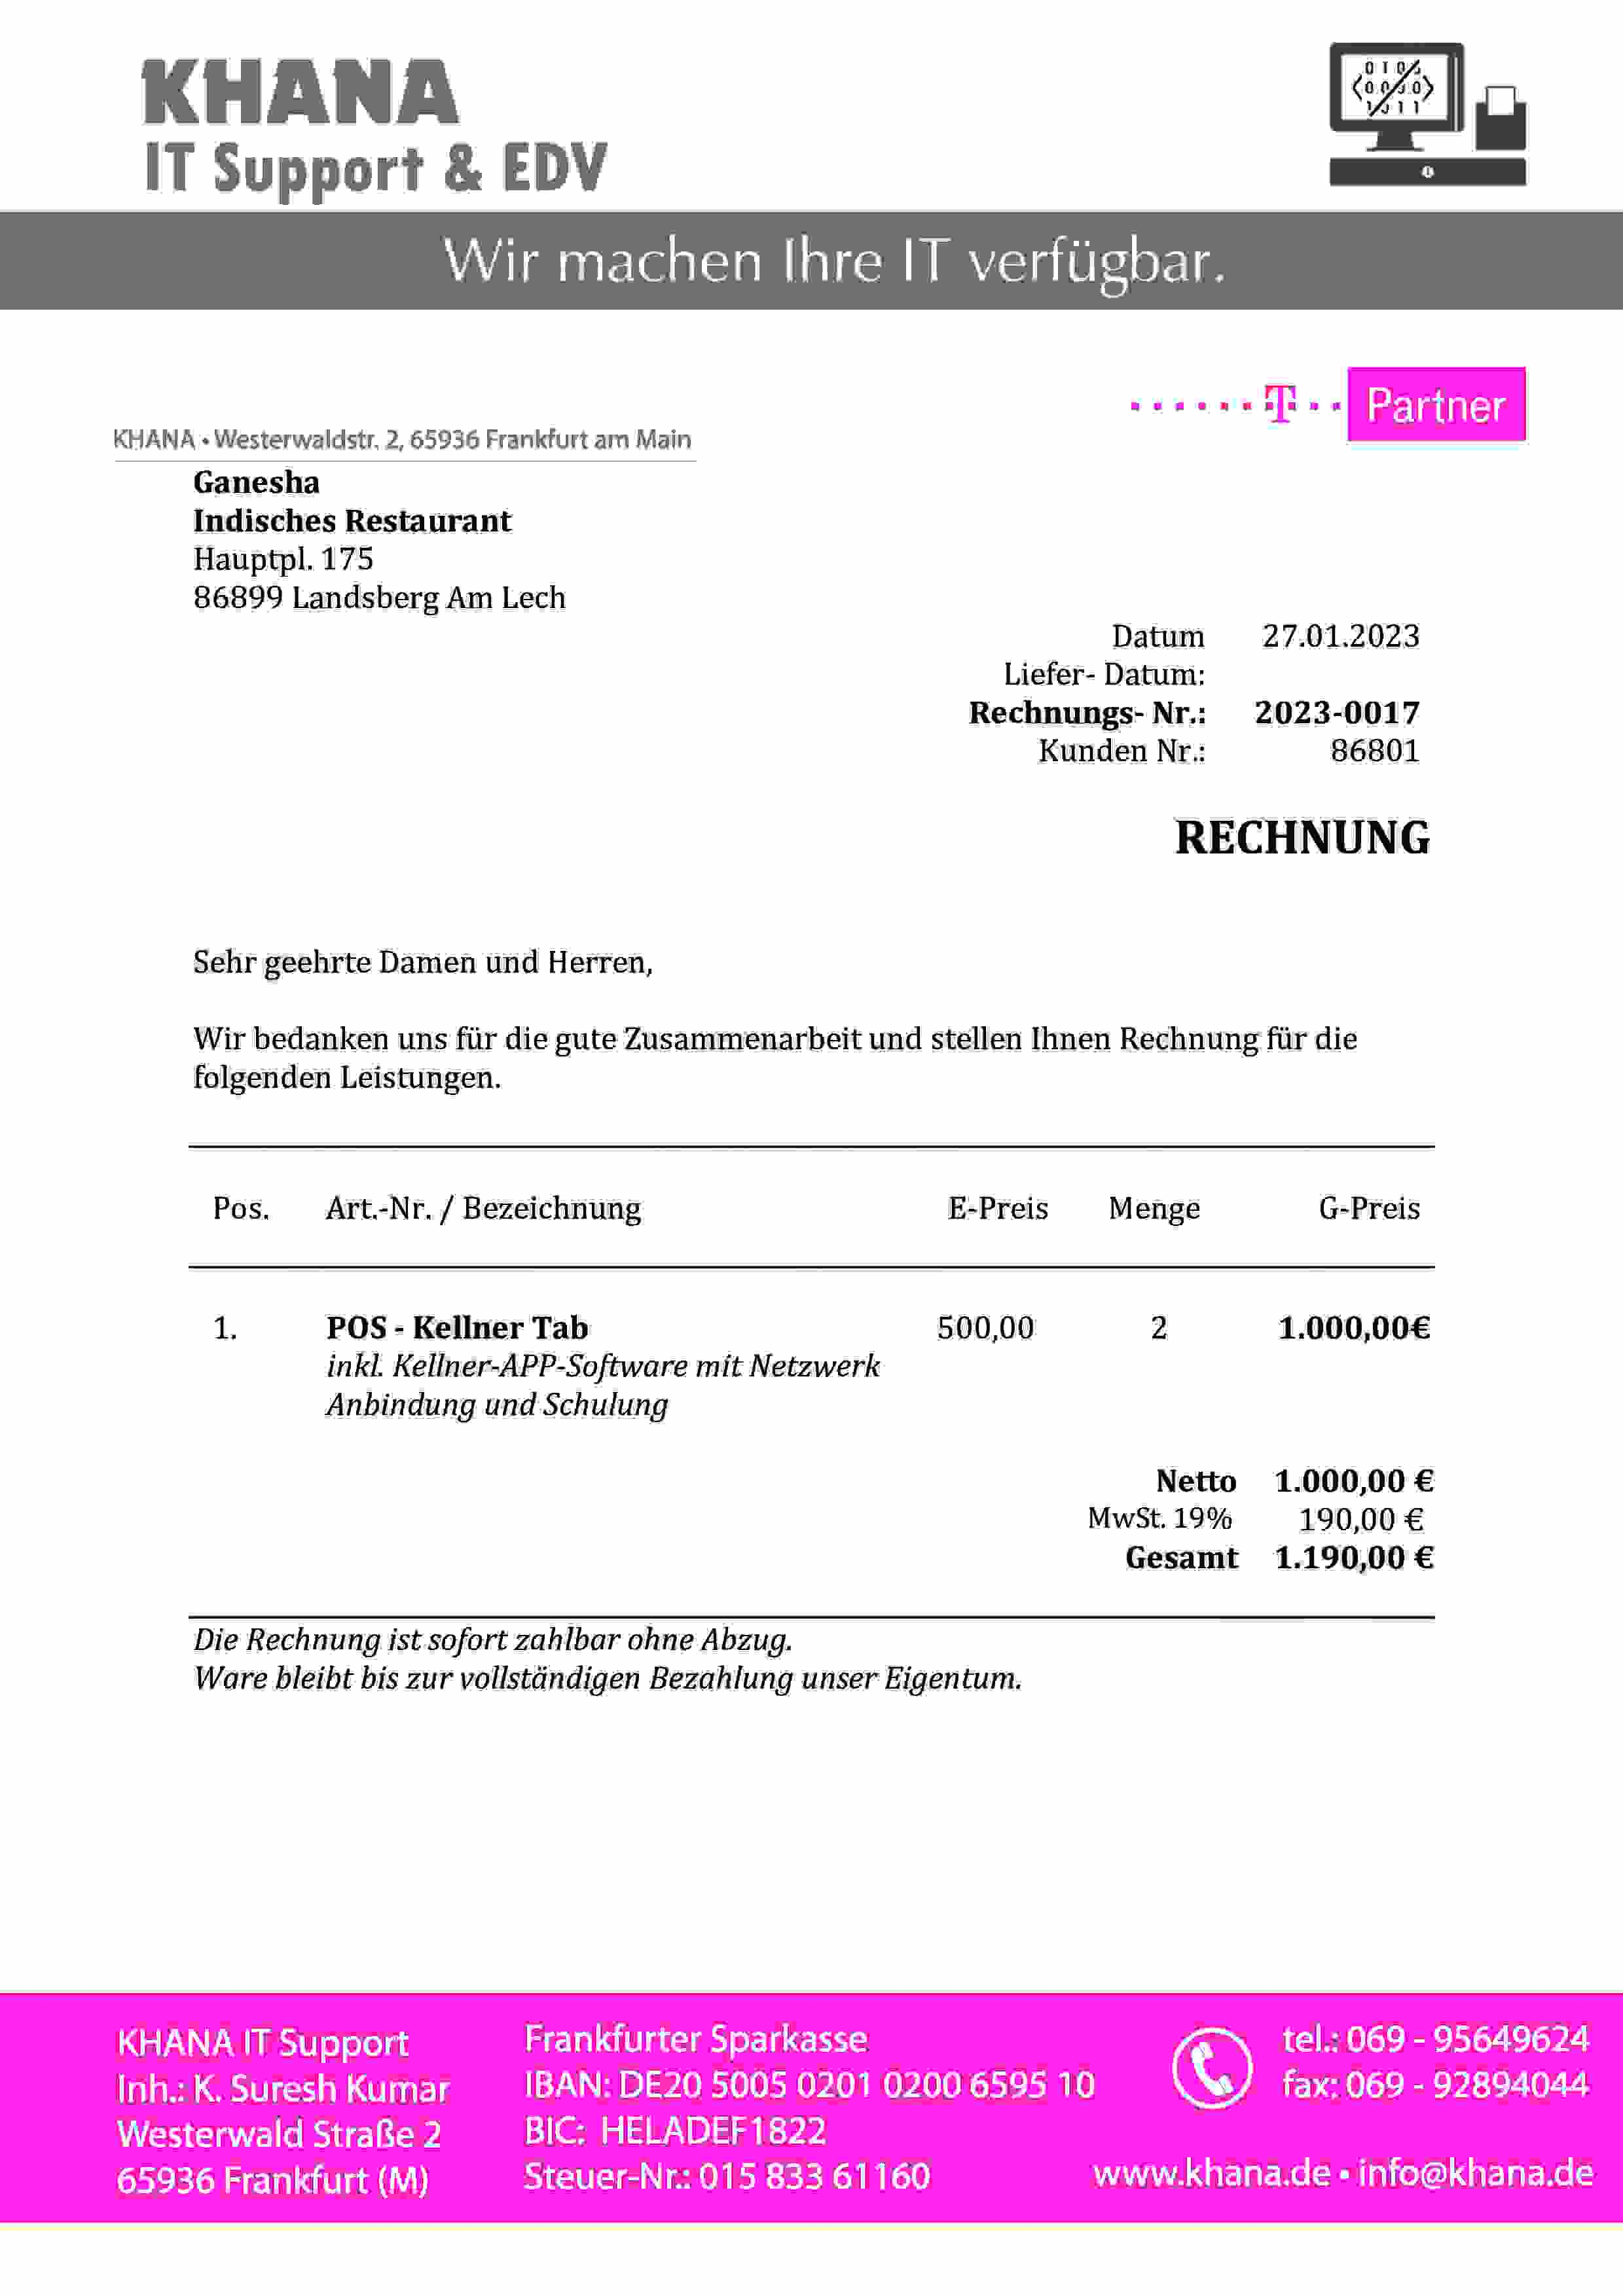 KHANA
IT Support & EDV
Wir machen Ihre IT verfügbar.
T Partner
KHANA • Westerwaldstr. 2, 65936 Frankfurt am Main
Ganesha
Indisches Restaurant
Hauptpl. 175
86899 Landsberg Am Lech
Datum 27.01.2023
Liefer- Datum:
Rechnungs- Nr.: 2023-0017
Kunden Nr.: 86801
RECHNUNG
Sehr geehrte Damen und Herren,
Wir bedanken uns für die gute Zusammenarbeit und stellen Ihnen Rechnung für die
folgenden Leistungen.
Pos. Art.-Nr. / Bezeichnung E-Preis Menge G-Preis
1. POS - Kellner Tab 500,00 2 1.000,00€
inkl. Kellner-APP-Software mit Netzwerk
Anbindung und Schulung
Netto 1.000,00 €
MwSt. 19% 190,00 €
Gesamt 1.190,00 €
Die Rechnung ist sofort zahlbar ohne Abzug.
Ware bleibt bis zur vollständigen Bezahlung unser Eigentum.
KHANA IT Support
Inh.: K. Suresh Kumar
Westerwald Straße 2
65936 Frankfurt (M)
Frankfurter Sparkasse
IBAN: DE20 5005 0201 0200 6595 10
BIC: HELADEF1822
Steuer-Nr.: 015 833 61160
tel.: 069 - 95649624
fax: 069 - 92894044
www.khana.de • info@khana.de